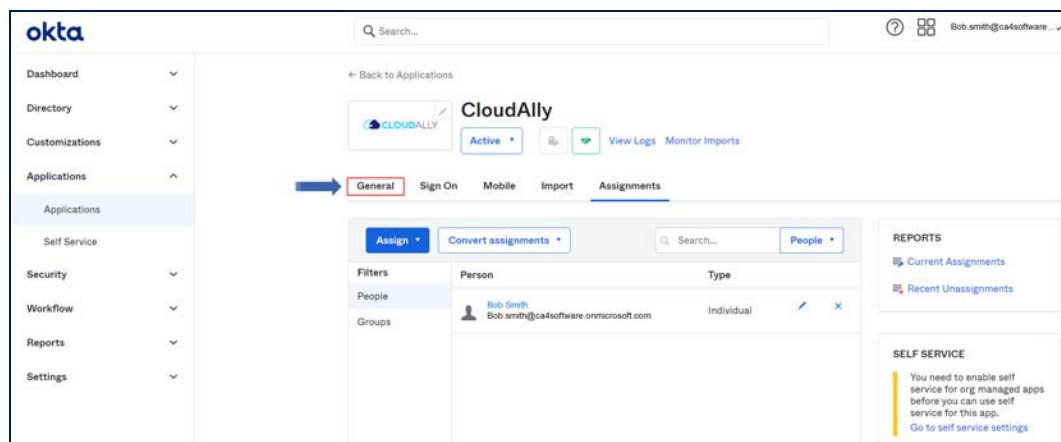 okta
Search...
Bob.smith@ca4software...
Dashboard
Directory
Customizations
Applications
Applications
Self Service
Security
Workflow
Reports
Settings
← Back to Applications
CLOUDALLY
CloudAlly
Active
View Logs Monitor Imports
General Sign On Mobile Import Assignments
Assign Convert assignments Search... People
Filters Person Type
People
Groups
Bob Smith
Bob.smith@ca4software.onmicrosoft.com
Individual
REPORTS
Current Assignments
Recent Unassignments
SELF SERVICE
You need to enable self
service for org managed apps
before you can use self
service for this app.
Go to self service settings